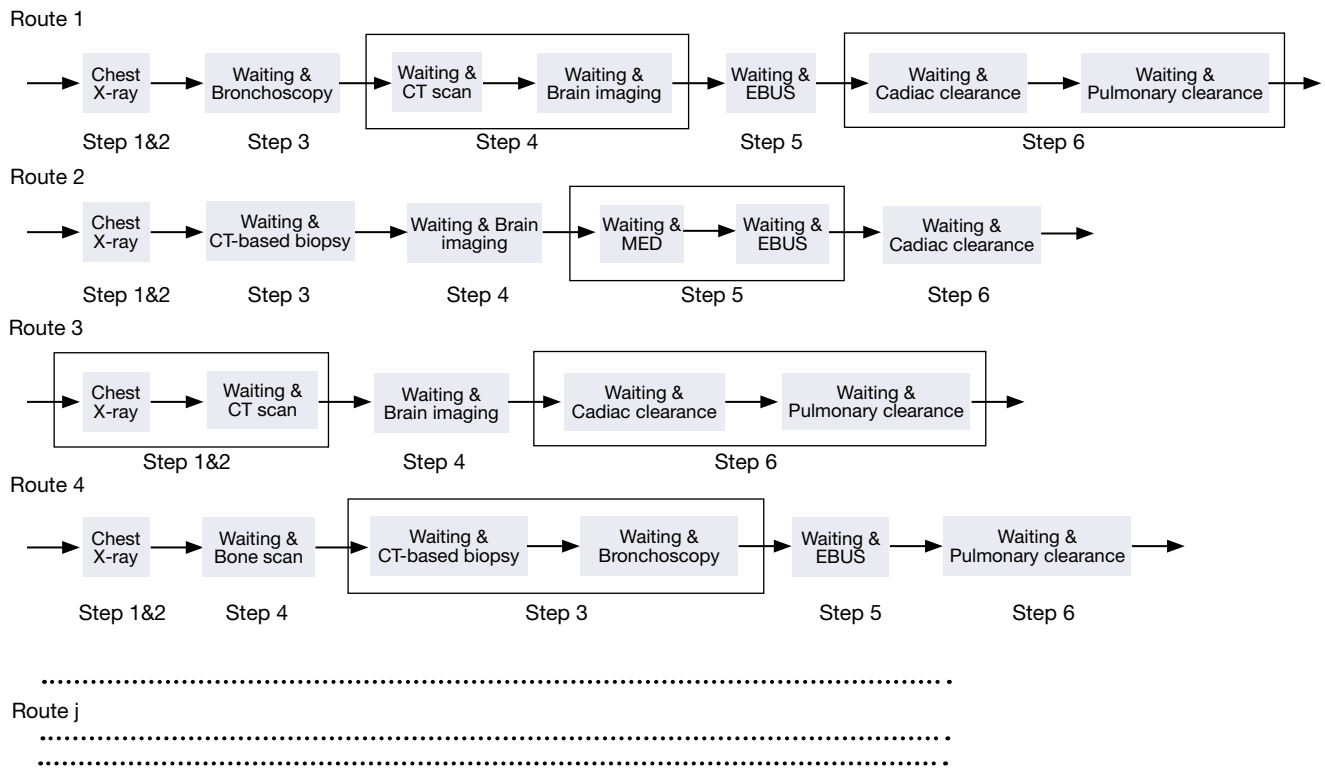 Route 1
Chest
X-ray
Waiting &
Bronchoscopy
Waiting &
CT scan
Waiting &
Brain imaging
Waiting &
EBUS
Waiting &
Cadiac clearance
Waiting &
Pulmonary clearance
Step 1&2
Step 3
Step 4
Step 5
Step 6
Route 2
Chest
X-ray
Waiting &
CT-based biopsy
Waiting & Brain
imaging
Waiting &
MED
Waiting &
EBUS
Waiting &
Cadiac clearance
Step 1&2
Step 3
Step 4
Step 5
Step 6
Route 3
Chest
X-ray
Waiting &
CT scan
Waiting &
Brain imaging
Waiting &
Cadiac clearance
Waiting &
Pulmonary clearance
Step 1&2
Step 4
Step 6
Route 4
Chest
X-ray
Waiting &
Bone scan
Waiting &
CT-based biopsy
Waiting &
Bronchoscopy
Waiting &
EBUS
Waiting &
Pulmonary clearance
Step 1&2
Step 4
Step 3
Step 5
Step 6
Route j